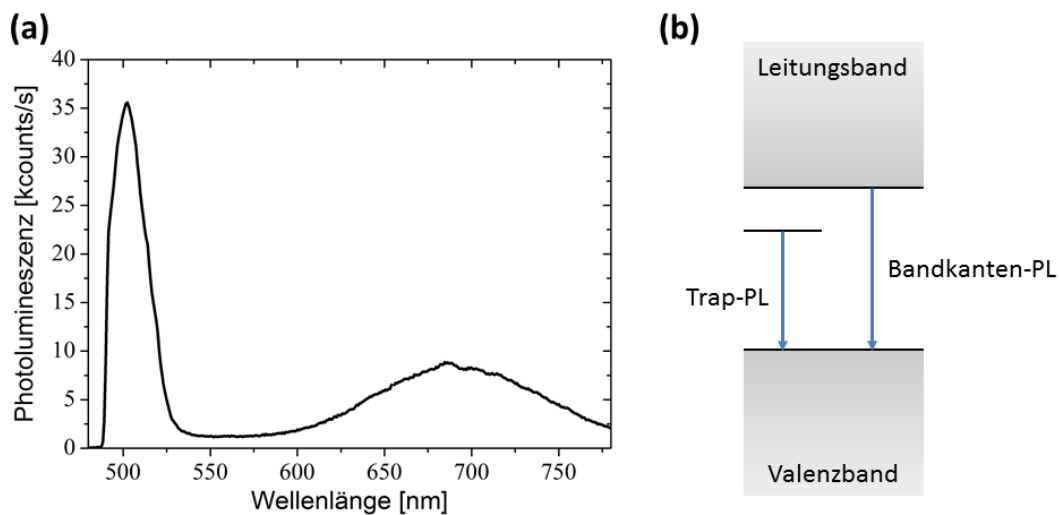 (a)
Photolumineszenz [kcounts/s]
40
35
30
25
20
15
10
5
0
500
550
600
650
700
750
Wellenlänge [nm]
(b)
Leitungsband
Trap-PL
Bandkanten-PL
Valenzband